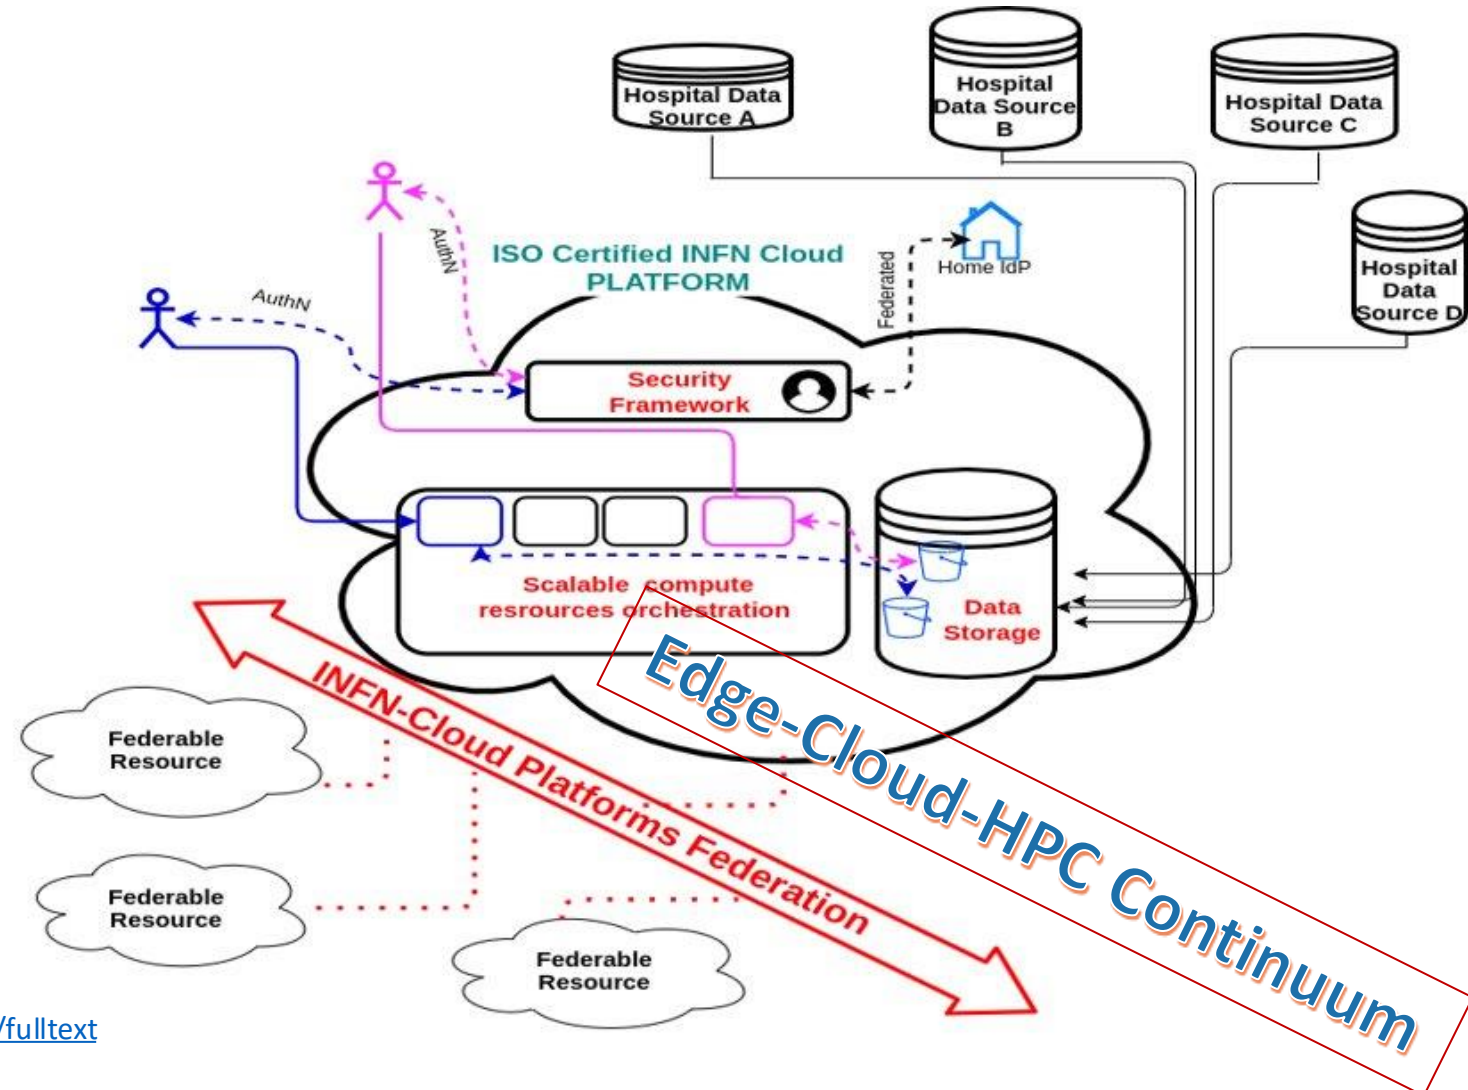 Hospital Data
Source A
Hospital
Data Source
B
Hospital Data
Source C
Hospital
Data
Source D
AuthN
AuthN
ISO Certified INFN Cloud
PLATFORM
Federated
Home IdP
Security
Framework
Scalable compute
resrources orchestration
Data
Storage
INFN-Cloud Platforms Federation
Edge-Cloud-HPC Continuum
Federable
Resource
Federable
Resource
Federable
Resource
/fulltext